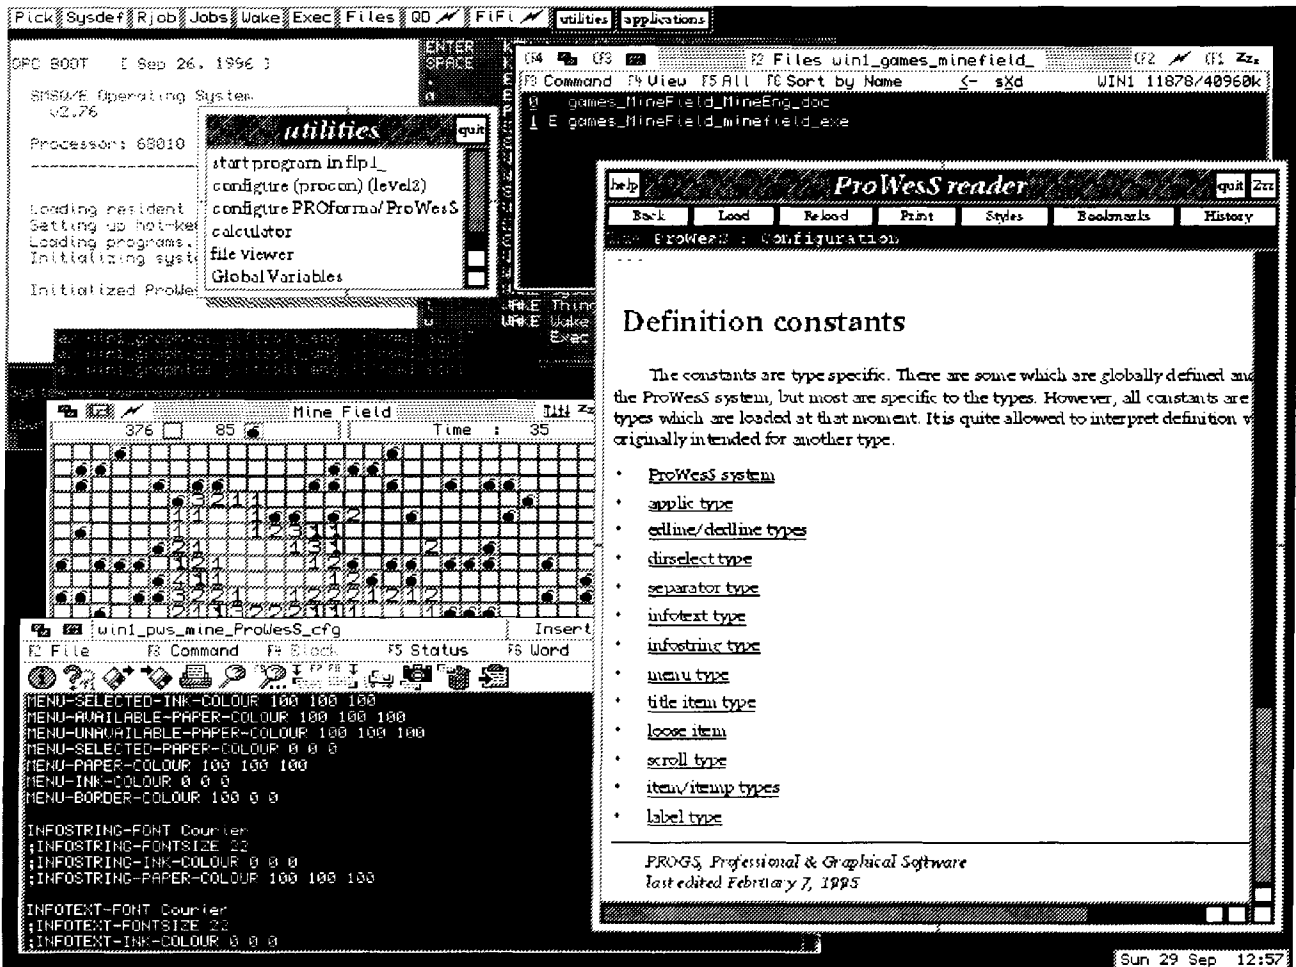 Pick Sysdef Rjob Jobs Wake Exec Files QD FiFi utilities applications
QPC BOOT [ Sep 26, 1996 ]
SMSQ/E Operating System
v2.76
Processor: 68010
Loading resident
Setting up hot-key
Loading programs.
Initializing syste
Initialized ProWes
ENTER
SPACE
utilities quit
start program in flp1_
configure (procon) (level2)
configure PROforma/ProWesS
calculator
file viewer
Global Variables
CF4 CF3 F2 Files win1_games_minefield_ CF2 CF1 Zzz
F3 Command F4 View F5 All F6 Sort by Name <- sXd WIN1 11878/40960k
0 games_MineField_MineEng_doc
1 E games_MineField_minefield_exe
WAKE Thing
WAKE Wake
Exec
help ProWesS reader quit Zzz
Back Load Reload Print Styles Bookmarks History
ProWesS : Configuration
Definition constants
The constants are type specific. There are some which are globally defined and
the ProWesS system, but most are specific to the types. However, all constants are
types which are loaded at that moment. It is quite allowed to interpret definition v
originally intended for another type.
• ProWesS system
• applic type
• edline/dedline types
• dirselect type
• separator type
• infotext type
• infostring type
• menu type
• title item type
• loose item
• scroll type
• item/itemp types
• label type
PROGS, Professional & Graphical Software
last edited February 7, 1995
Mine Field
376 85 Time : 35
win1_pws_mine_ProWesS_cfg Insert
F2 File F3 Command F4 Block F5 Status F6 Word
MENU-SELECTED-INK-COLOUR 100 100 100
MENU-AVAILABLE-PAPER-COLOUR 100 100 100
MENU-UNAVAILABLE-PAPER-COLOUR 100 100 100
MENU-SELECTED-PAPER-COLOUR 0 0 0
MENU-PAPER-COLOUR 100 100 100
MENU-INK-COLOUR 0 0 0
MENU-BORDER-COLOUR 100 0 0
INFOSTRING-FONT Courier
;INFOSTRING-FONTSIZE 22
;INFOSTRING-INK-COLOUR 0 0 0
;INFOSTRING-PAPER-COLOUR 100 100 100
INFOTEXT-FONT Courier
;INFOTEXT-FONTSIZE 22
;INFOTEXT-INK-COLOUR 0 0 0
Sun 29 Sep 12:57